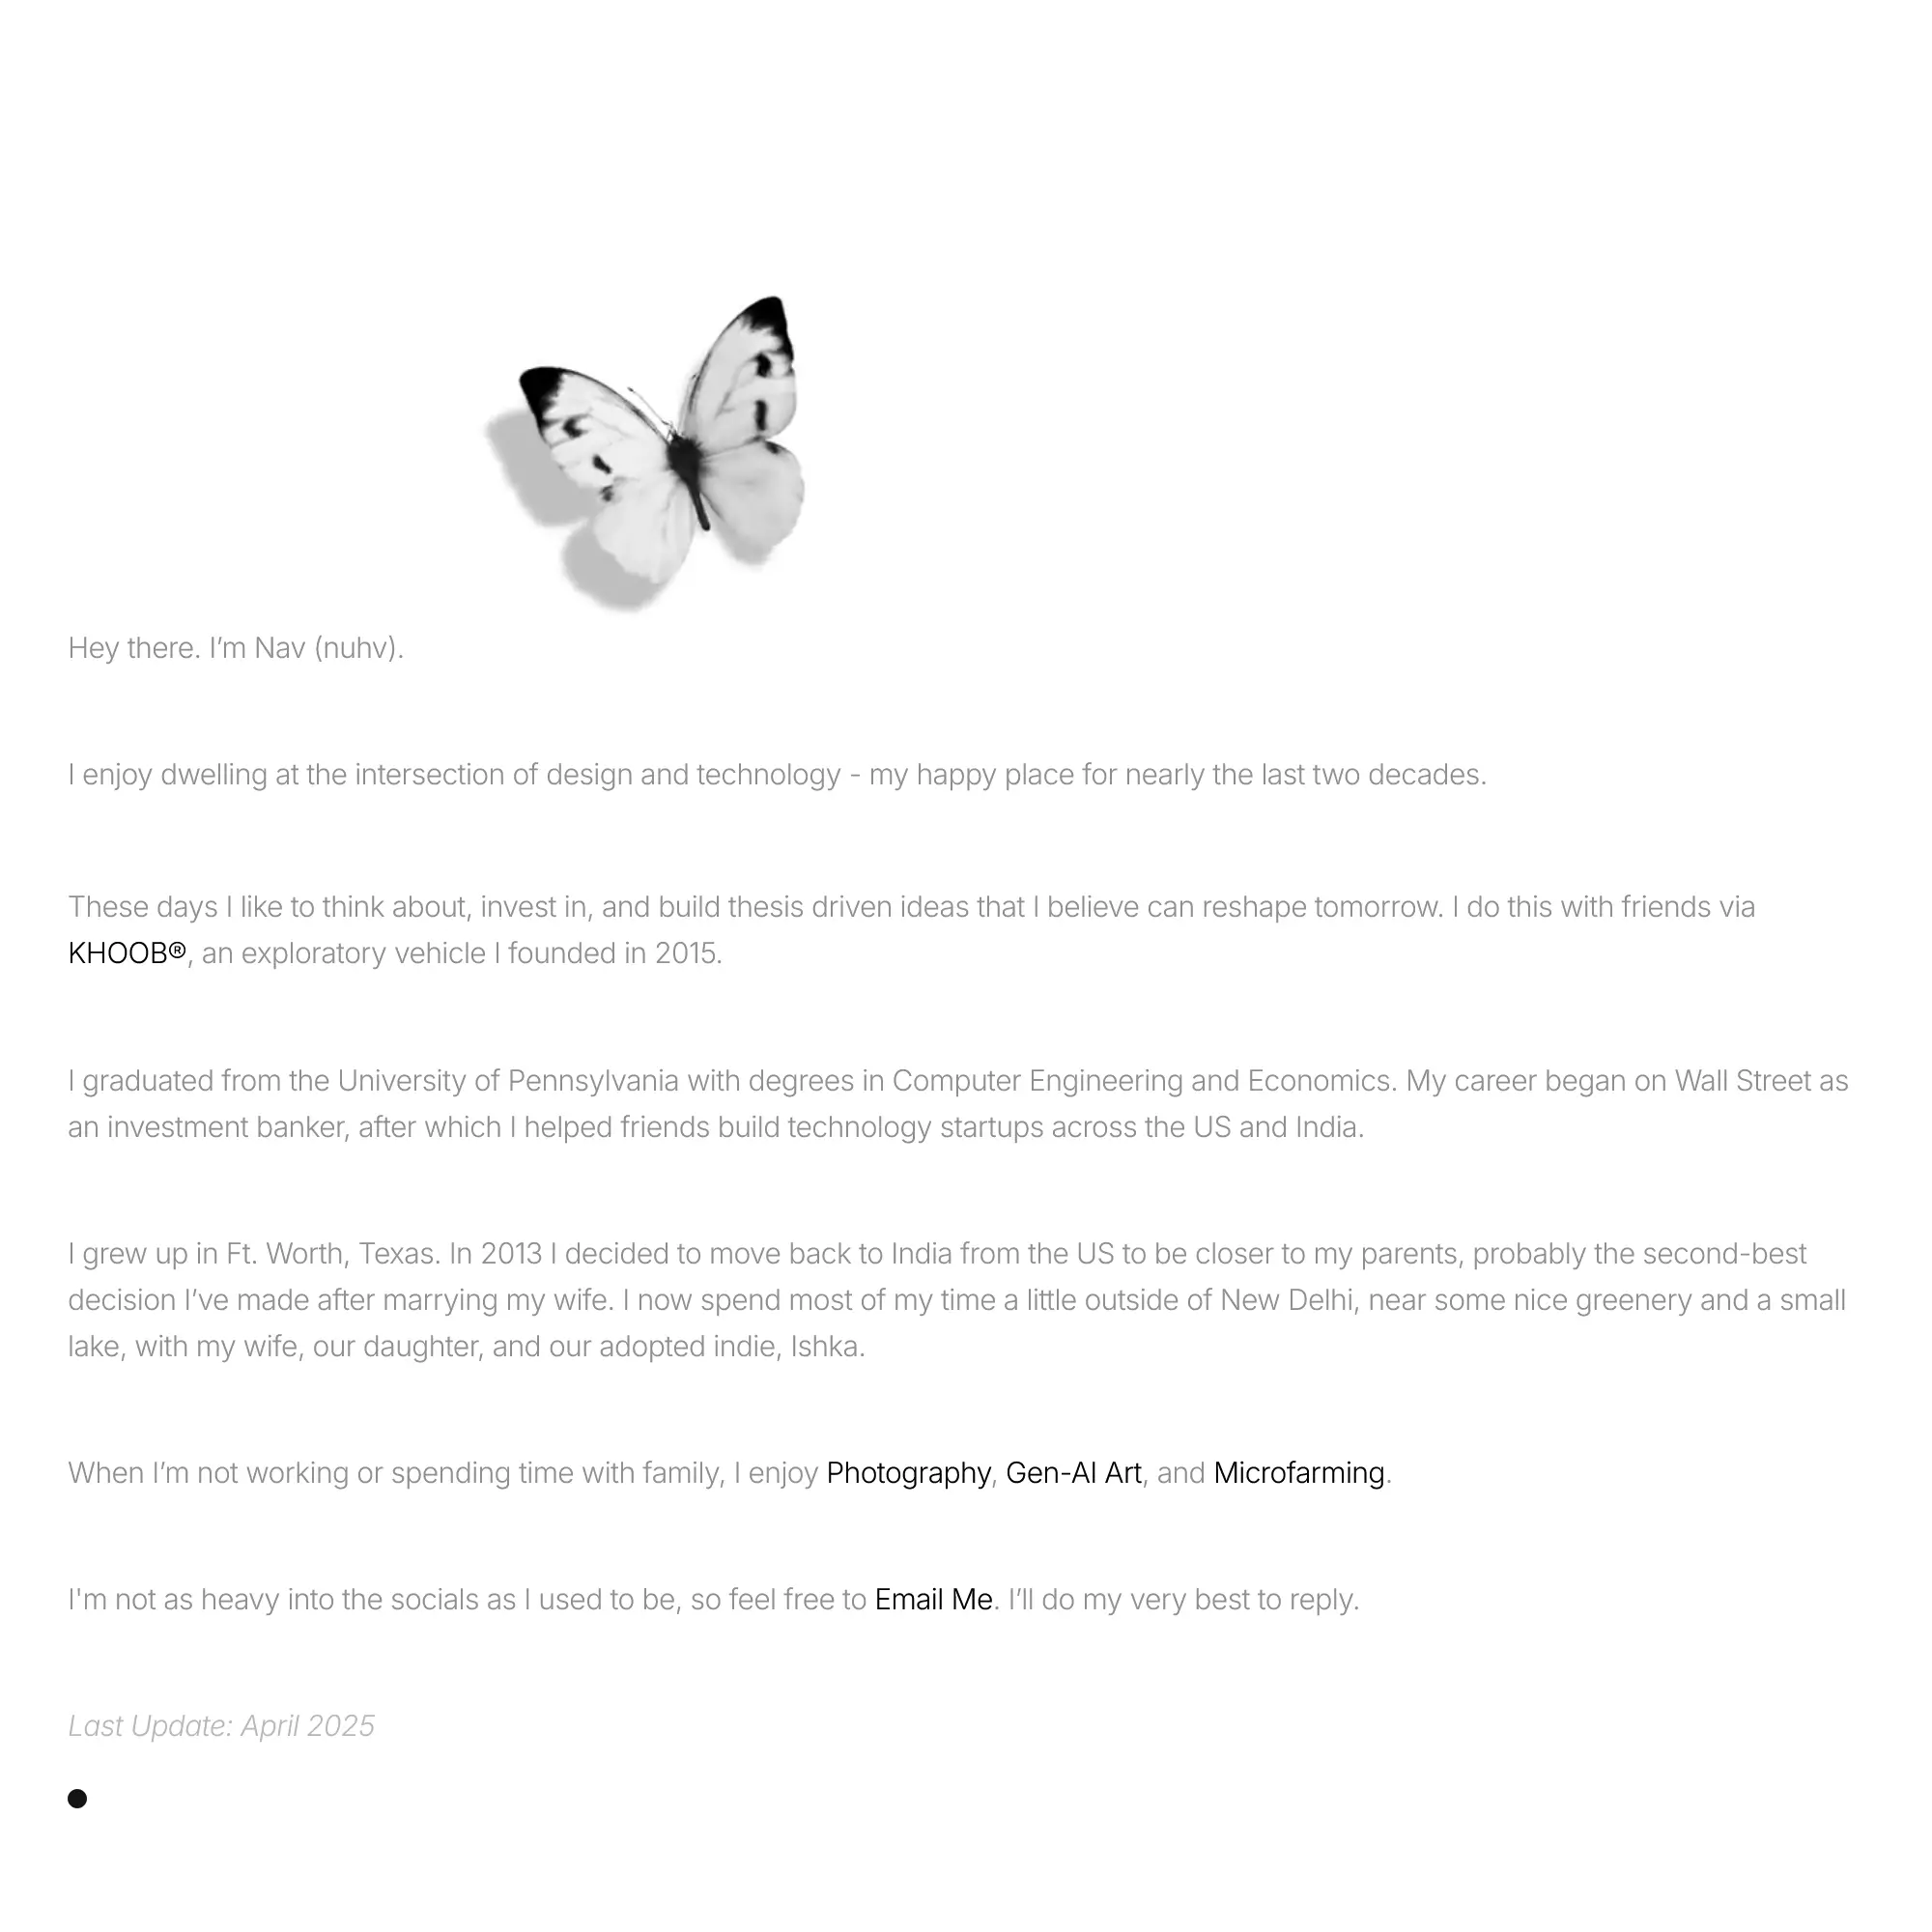 Hey there. I’m Nav (nuhv).
I enjoy dwelling at the intersection of design and technology - my happy place for nearly the last two decades.
These days I like to think about, invest in, and build thesis driven ideas that I believe can reshape tomorrow. I do this with friends via
KHOOB®, an exploratory vehicle I founded in 2015.
I graduated from the University of Pennsylvania with degrees in Computer Engineering and Economics. My career began on Wall Street as
an investment banker, after which I helped friends build technology startups across the US and India.
I grew up in Ft. Worth, Texas. In 2013 I decided to move back to India from the US to be closer to my parents, probably the second-best
decision I’ve made after marrying my wife. I now spend most of my time a little outside of New Delhi, near some nice greenery and a small
lake, with my wife, our daughter, and our adopted indie, Ishka.
When I’m not working or spending time with family, I enjoy Photography, Gen-AI Art, and Microfarming.
I'm not as heavy into the socials as I used to be, so feel free to Email Me. I’ll do my very best to reply.
Last Update: April 2025